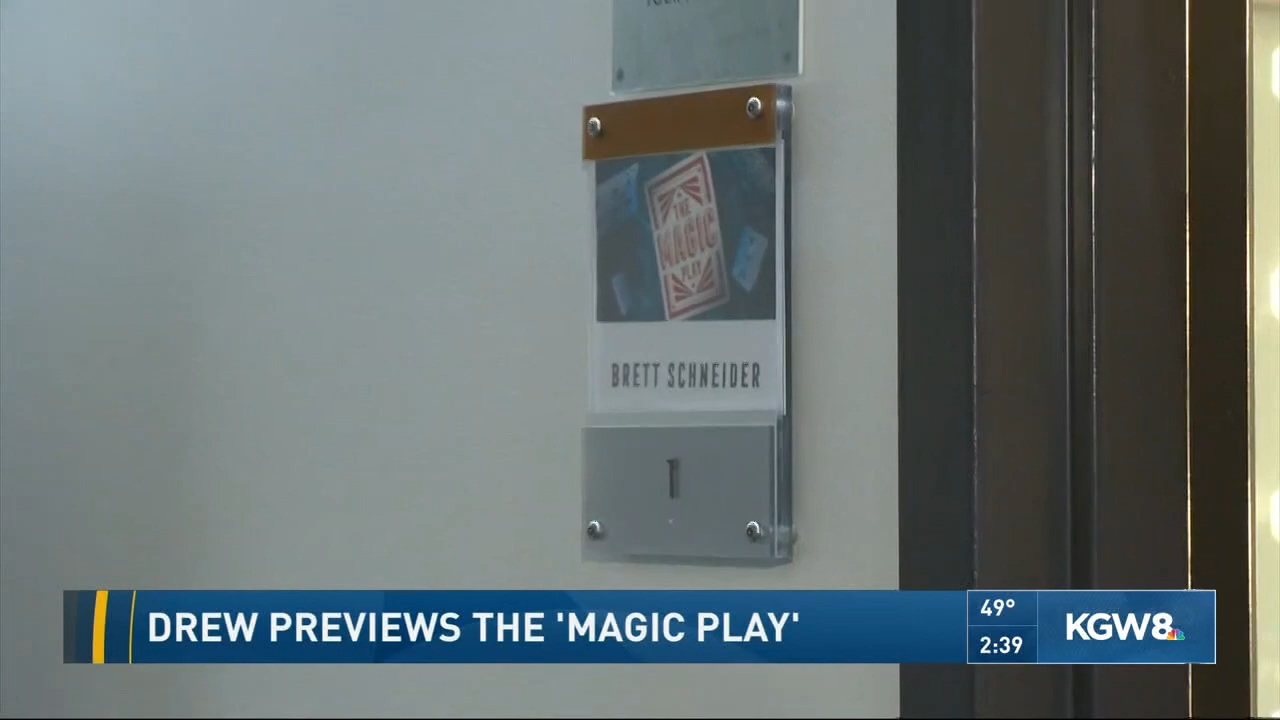 THE
MAGIC
PLAY
BRETT SCHNEIDER
1
DREW PREVIEWS THE 'MAGIC PLAY'
49°
2:39
KGW8